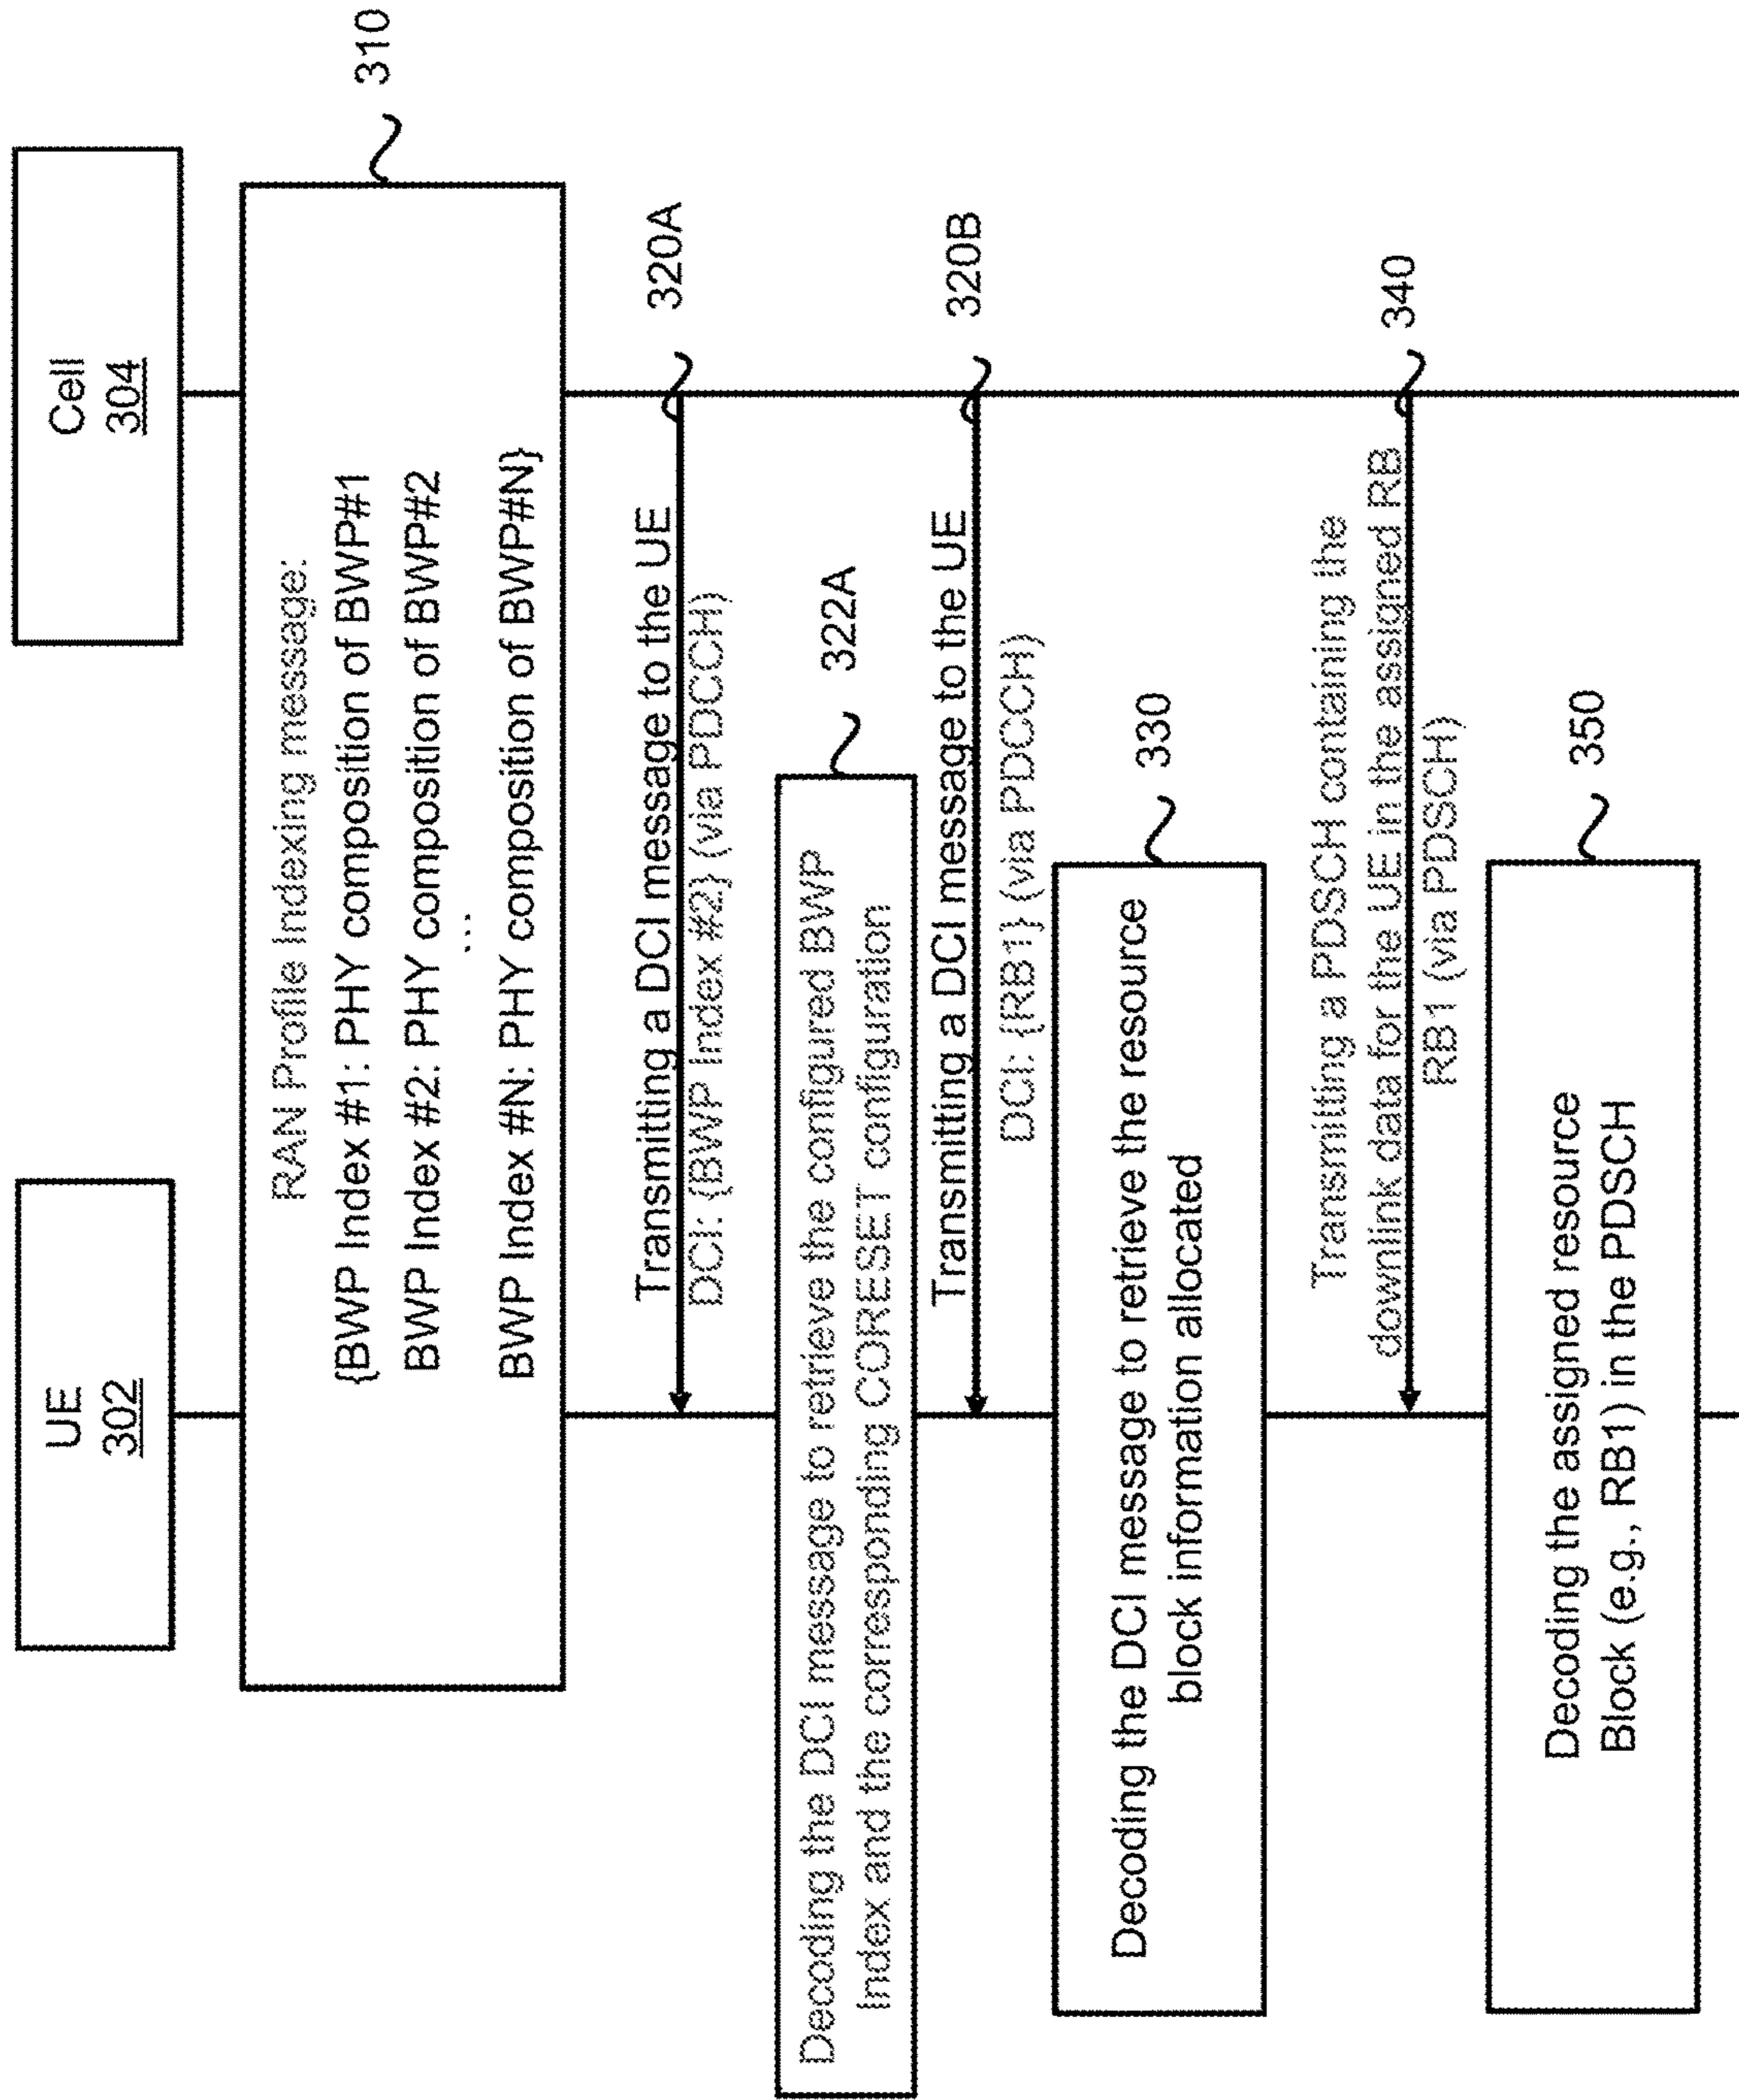 UE
302
Cell
304
RAN Profile Indexing message:
{BWP Index #1: PHY composition of BWP#1
BWP Index #2: PHY composition of BWP#2
...
BWP Index #N: PHY composition of BWP#N}
310
Transmitting a DCI message to the UE
DCI: {BWP Index #2} (via PDCCH)
320A
Decoding the DCI message to retrieve the configured BWP
Index and the corresponding CORESET configuration
322A
Transmitting a DCI message to the UE
DCI: {RB1} (via PDCCH)
320B
Decoding the DCI message to retrieve the resource
block information allocated
330
Transmitting a PDSCH containing the
downlink data for the UE in the assigned RB
RB1 (via PDSCH)
340
Decoding the assigned resource
Block (e.g., RB1) in the PDSCH
350